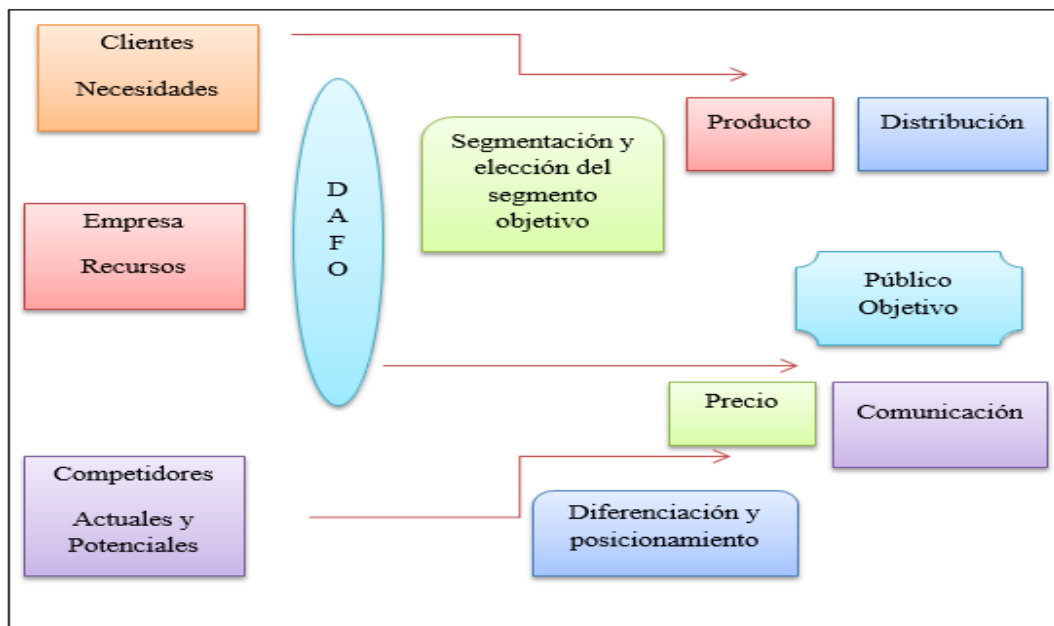 Clientes
Necesidades
Empresa
Recursos
Competidores
Actuales y
Potenciales
D
A
F
O
Segmentación y
elección del
segmento
objetivo
Diferenciación y
posicionamiento
Producto
Distribución
Público
Objetivo
Precio
Comunicación